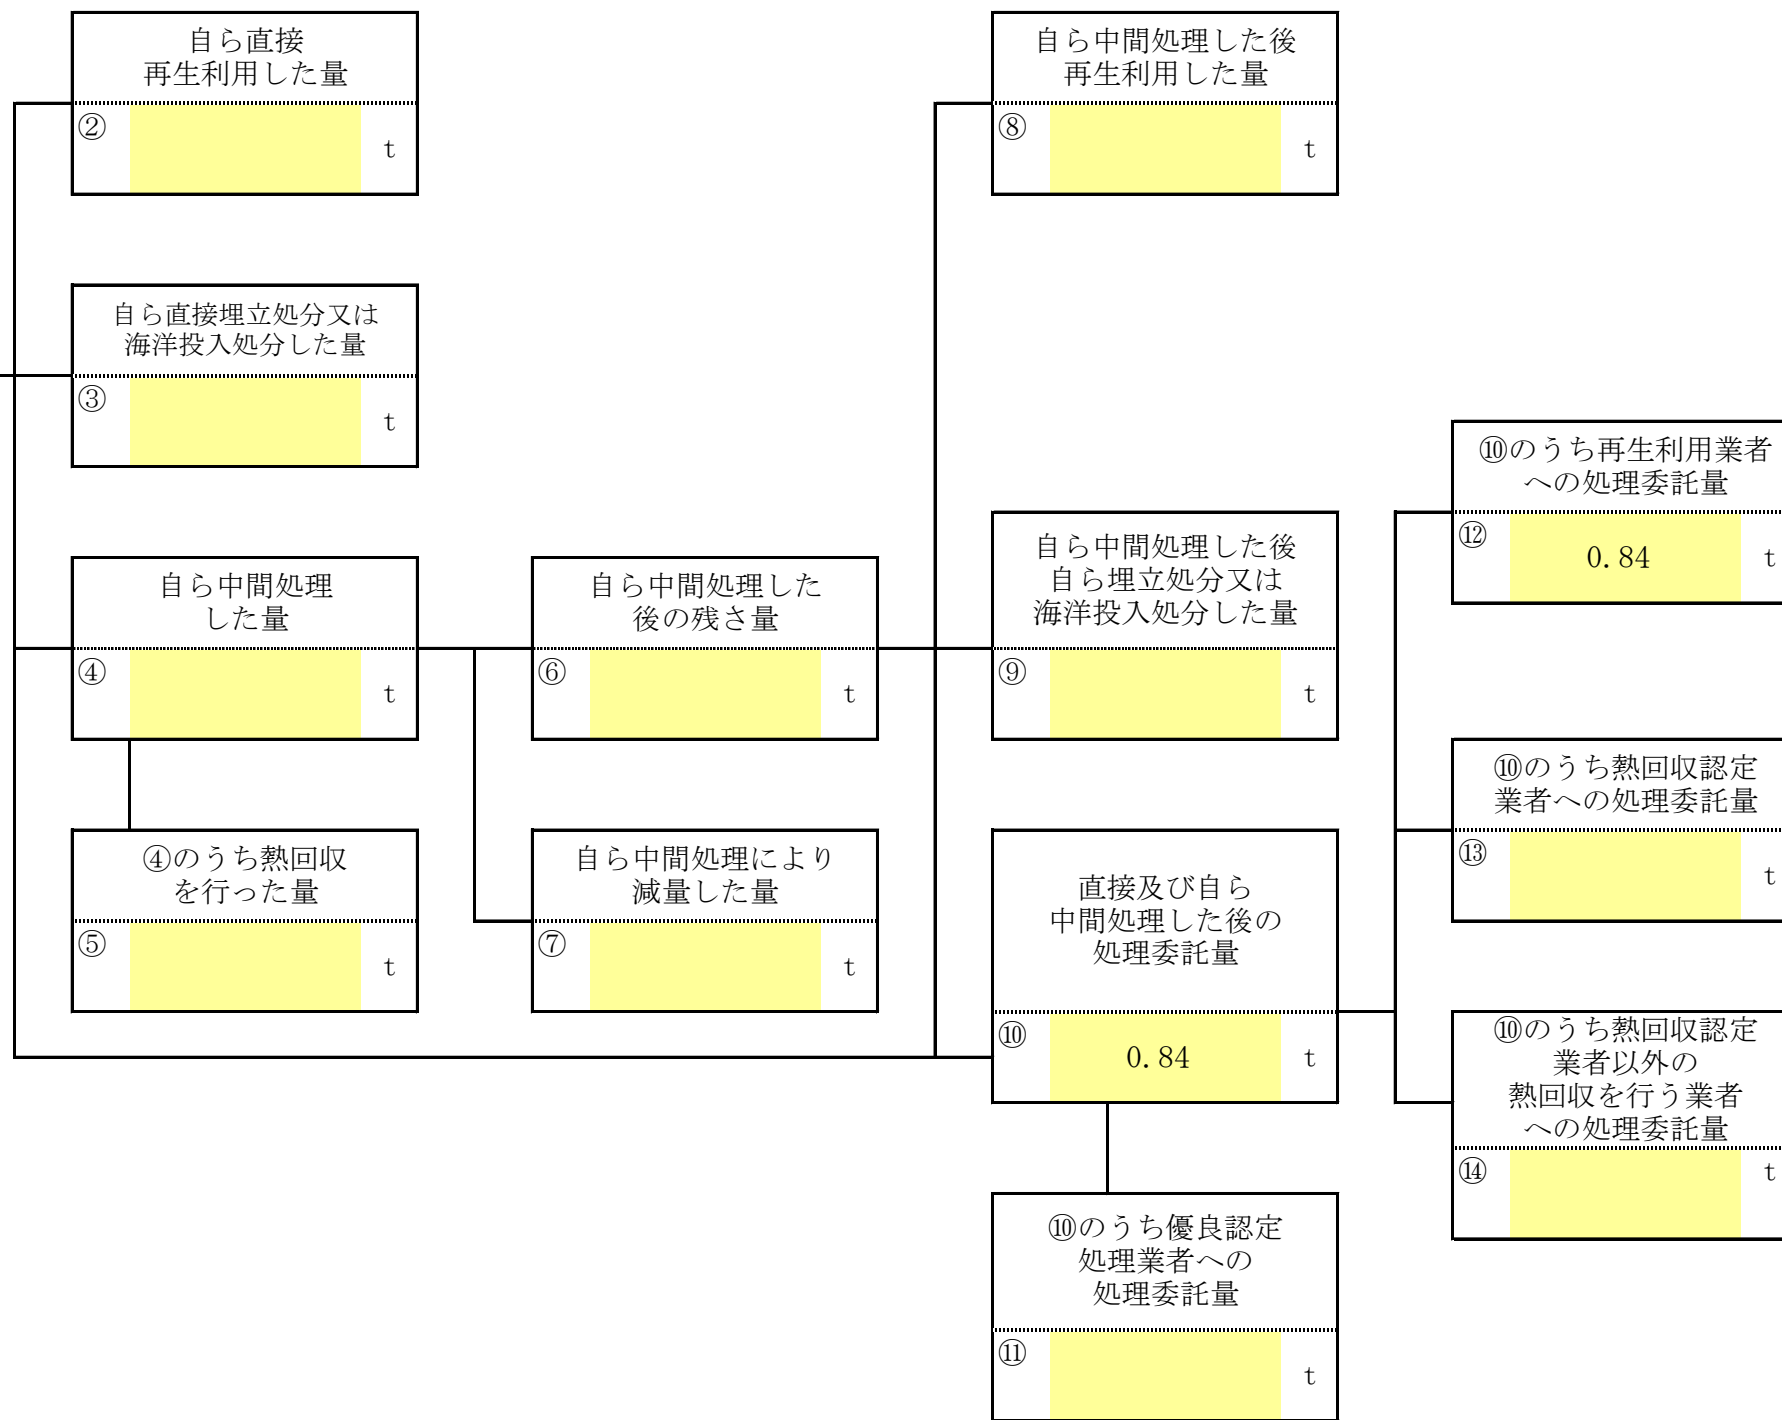 自ら直接
再生利用した量
②
t
自ら直接埋立処分又は
海洋投入処分した量
③
t
自ら中間処理
した量
④
t
④のうち熱回収
を行った量
⑤
t
自ら中間処理した
後の残さ量
⑥
t
自ら中間処理により
減量した量
⑦
t
自ら中間処理した後
再生利用した量
⑧
t
自ら中間処理した後
自ら埋立処分又は
海洋投入処分した量
⑨
t
直接及び自ら
中間処理した後の
処理委託量
⑩ 0.84 t
⑩のうち優良認定
処理業者への
処理委託量
⑪
t
⑩のうち再生利用業者
への処理委託量
⑫ 0.84 t
⑩のうち熱回収認定
業者への処理委託量
⑬
t
⑩のうち熱回収認定
業者以外の
熱回収を行う業者
への処理委託量
⑭
t